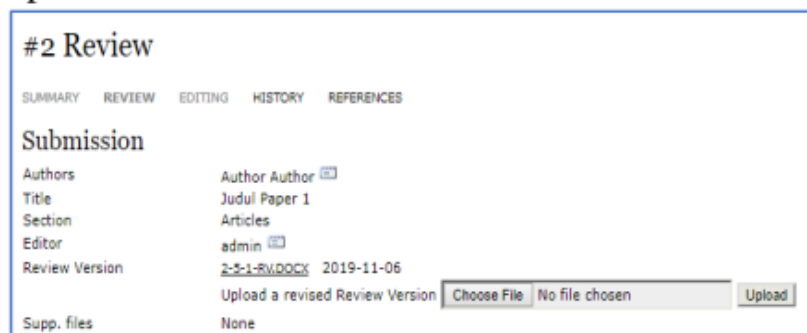 #2 Review
SUMMARY REVIEW EDITING HISTORY REFERENCES
Submission
Authors Author Author
Title Judul Paper 1
Section Articles
Editor admin
Review Version 2-5-1-RV.DOCX 2019-11-06
Upload a revised Review Version Choose File No file chosen Upload
Supp. files None